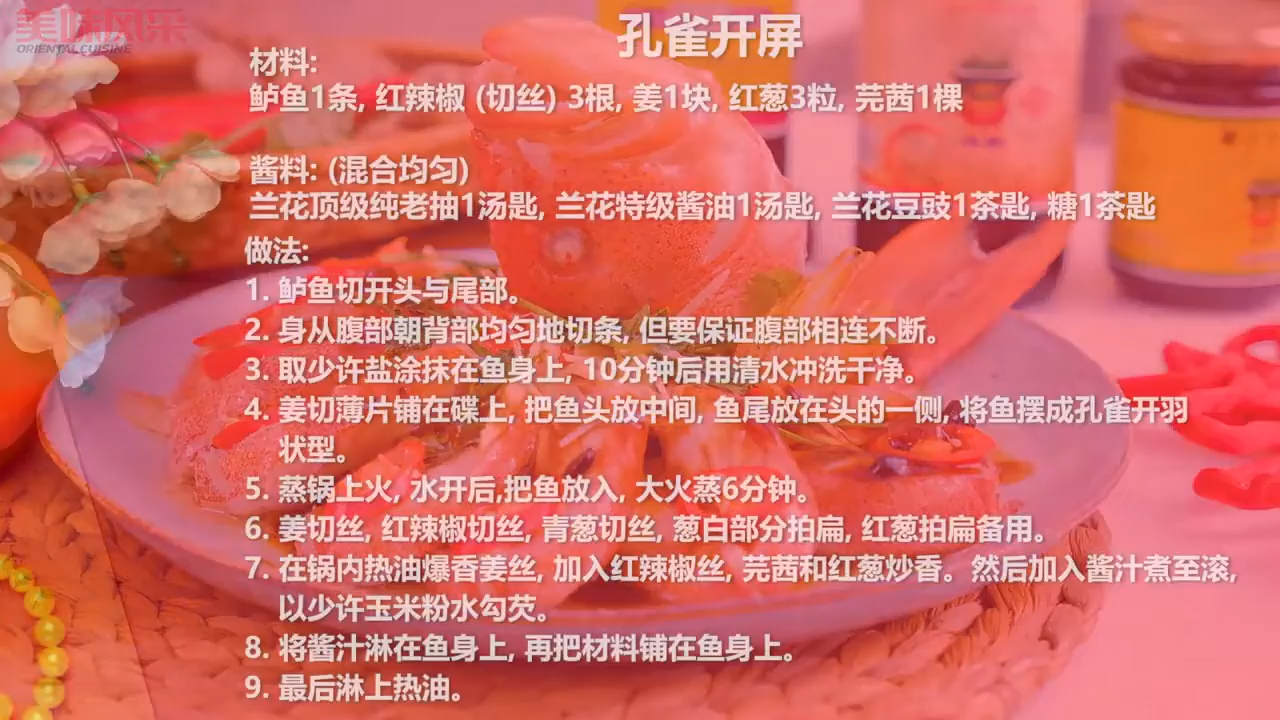 美味风采
ORIENTAL CUISINE
孔雀开屏
材料:
鲈鱼1条, 红辣椒 (切丝) 3根, 姜1块, 红葱3粒, 芫茜1棵
酱料: (混合均匀)
兰花顶级纯老抽1汤匙, 兰花特级酱油1汤匙, 兰花豆豉1茶匙, 糖1茶匙
做法:
1. 鲈鱼切开头与尾部。
2. 身从腹部朝背部均匀地切条, 但要保证腹部相连不断。
3. 取少许盐涂抹在鱼身上, 10分钟后用清水冲洗干净。
4. 姜切薄片铺在碟上, 把鱼头放中间, 鱼尾放在头的一侧, 将鱼摆成孔雀开羽
状型。
5. 蒸锅上火, 水开后,把鱼放入, 大火蒸6分钟。
6. 姜切丝, 红辣椒切丝, 青葱切丝, 葱白部分拍扁, 红葱拍扁备用。
7. 在锅内热油爆香姜丝, 加入红辣椒丝, 芫茜和红葱炒香。然后加入酱汁煮至滚,
以少许玉米粉水勾芡。
8. 将酱汁淋在鱼身上, 再把材料铺在鱼身上。
9. 最后淋上热油。